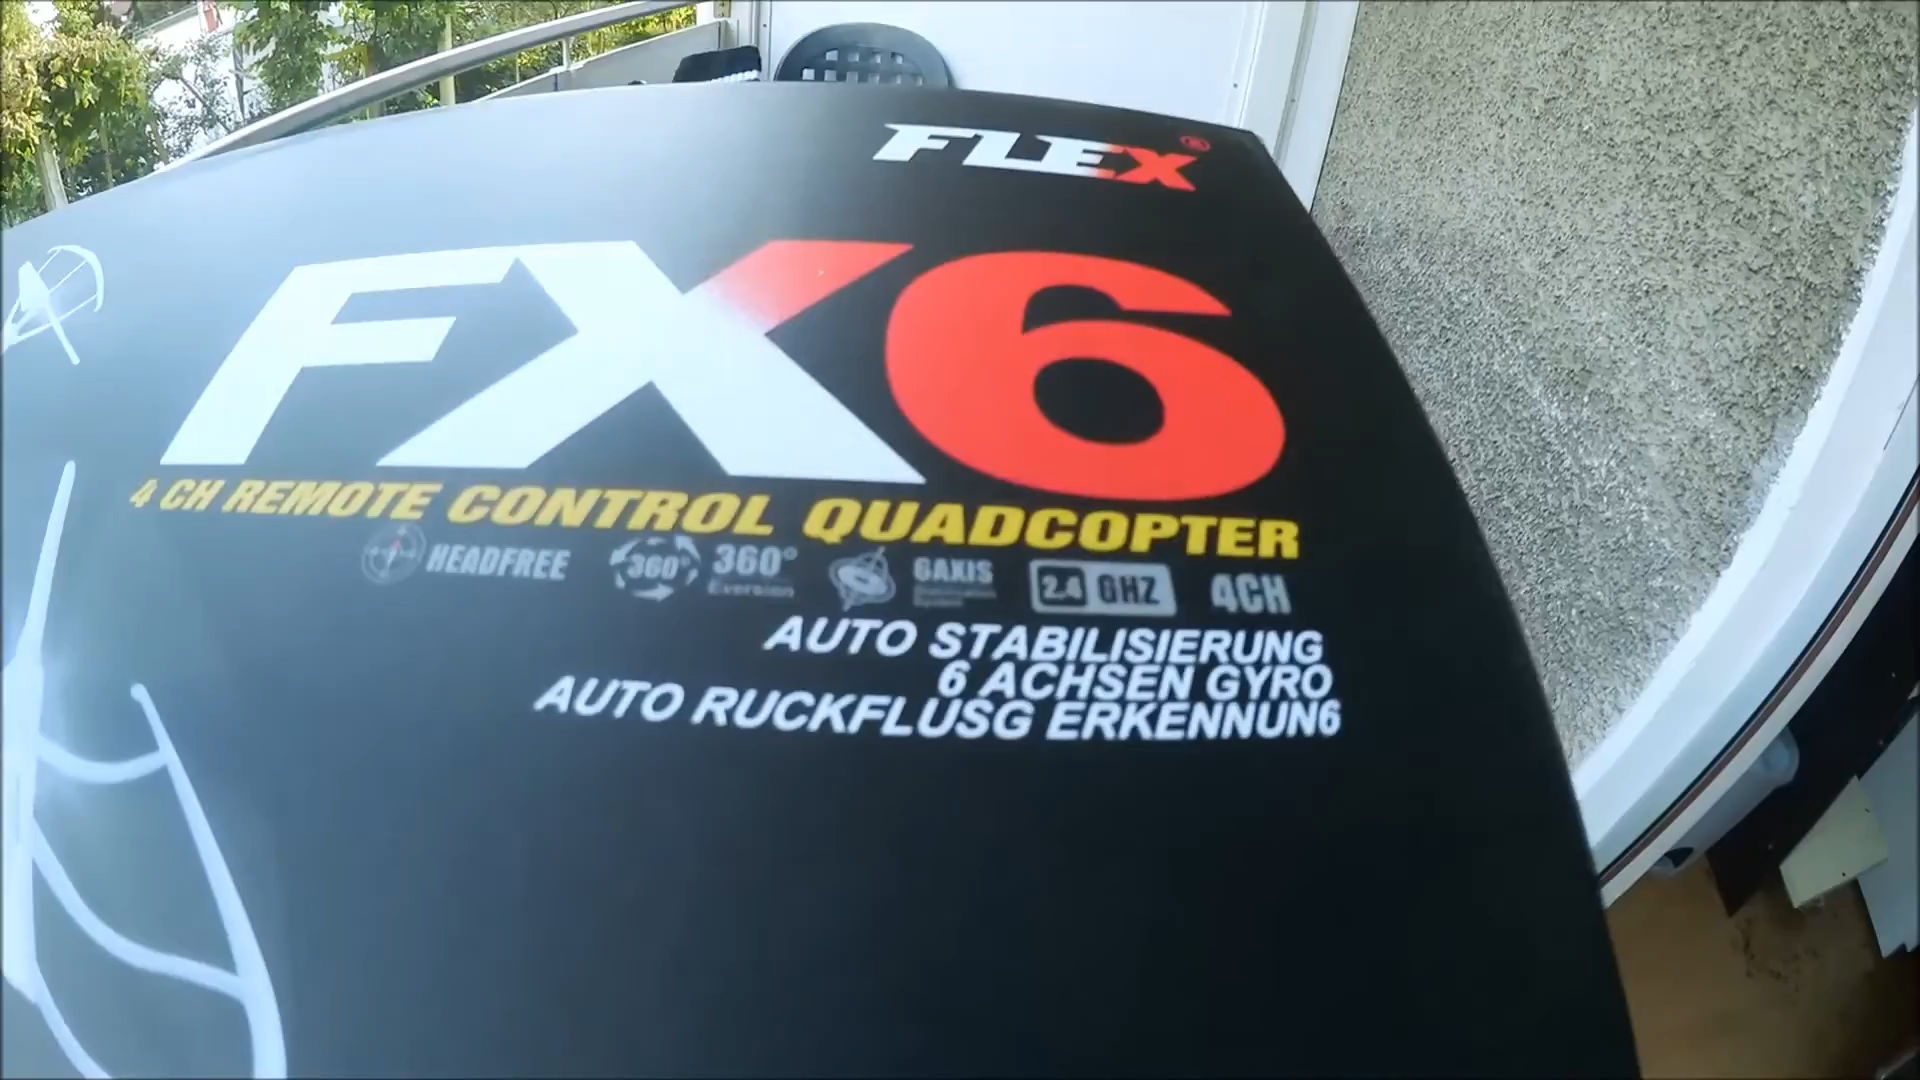 FLEX®
FX6
4 CH REMOTE CONTROL QUADCOPTER
HEADFREE 360° 360° Eversion 6AXIS 2.4 GHZ 4CH
AUTO STABILISIERUNG
6 ACHSEN GYRO
AUTO RUCKFLUSG ERKENNUN6